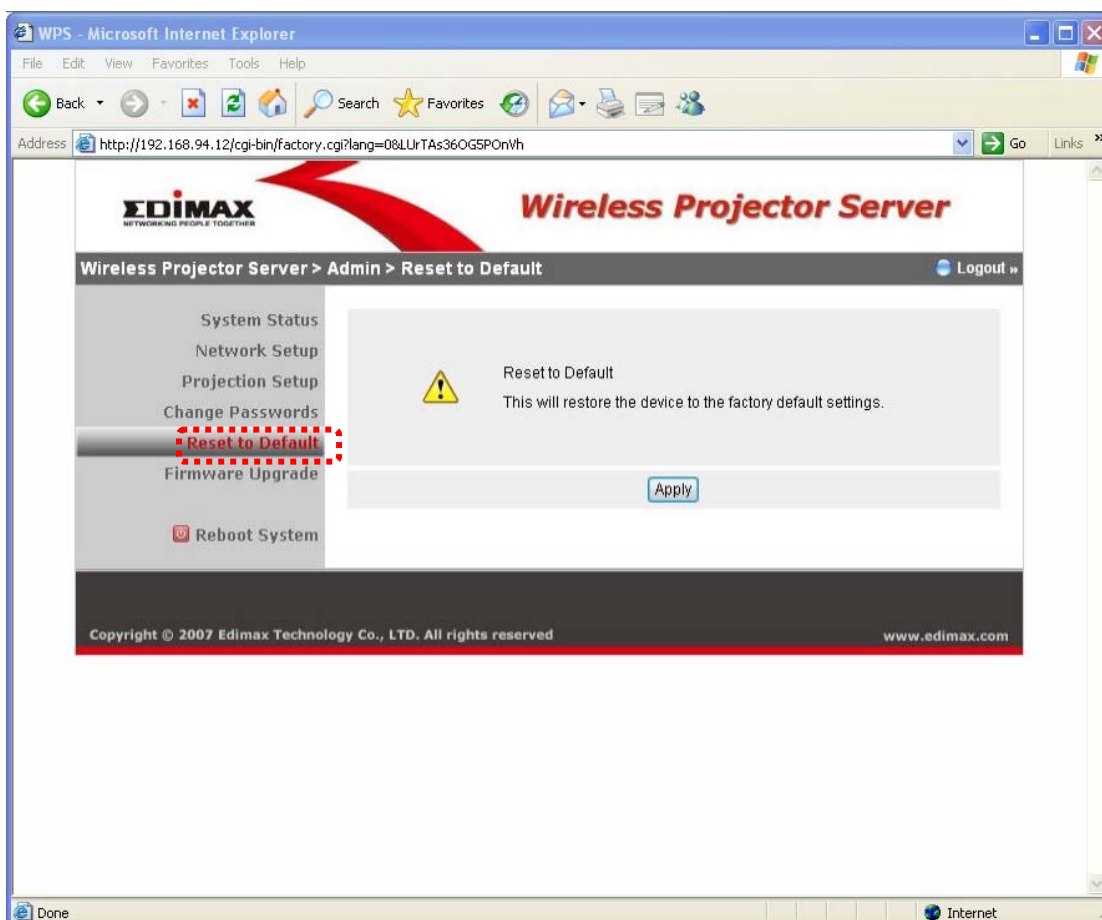 WPS - Microsoft Internet Explorer
File Edit View Favorites Tools Help
Back Search Favorites
Address http://192.168.94.12/cgi-bin/factory.cgi?lang=0&LUrTAs36OG5POnVh Go Links »
EDIMAX
NETWORKING PEOPLE TOGETHER
Wireless Projector Server
Wireless Projector Server > Admin > Reset to Default Logout »
System Status
Network Setup
Projection Setup
Change Passwords
Reset to Default
Firmware Upgrade
Reboot System
Reset to Default
This will restore the device to the factory default settings.
Apply
Copyright © 2007 Edimax Technology Co., LTD. All rights reserved www.edimax.com
Done Internet